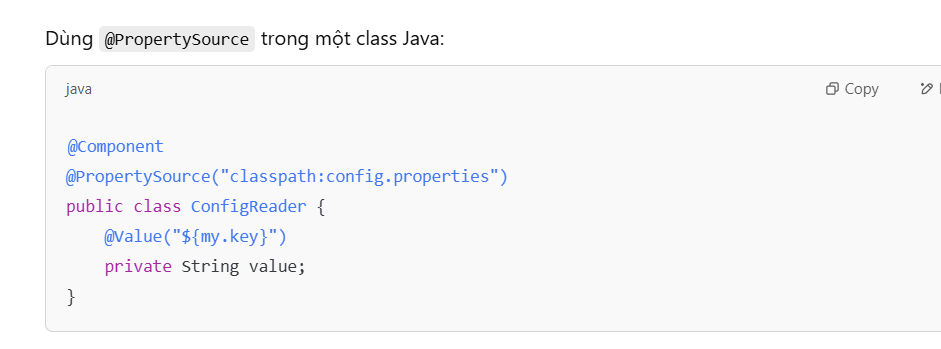 Dùng @PropertySource trong một class Java:
java
Copy
@Component
@PropertySource("classpath:config.properties")
public class ConfigReader {
@Value("${my.key}")
private String value;
}